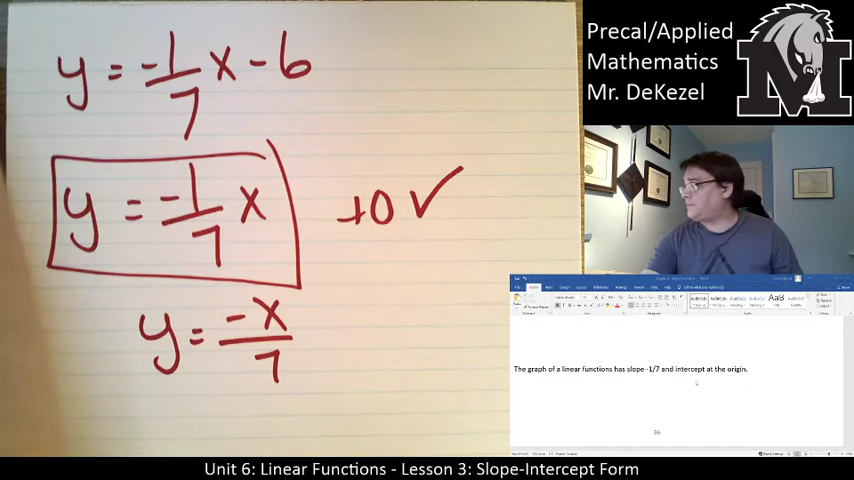 y = -1/7 x - 6
y = -1/7 x +0 ✓
y = -x/7
Precal/Applied
Mathematics
Mr. DeKezel
M
The graph of a linear functions has slope -1/7 and intercept at the origin.
36
Unit 6: Linear Functions - Lesson 3: Slope-Intercept Form